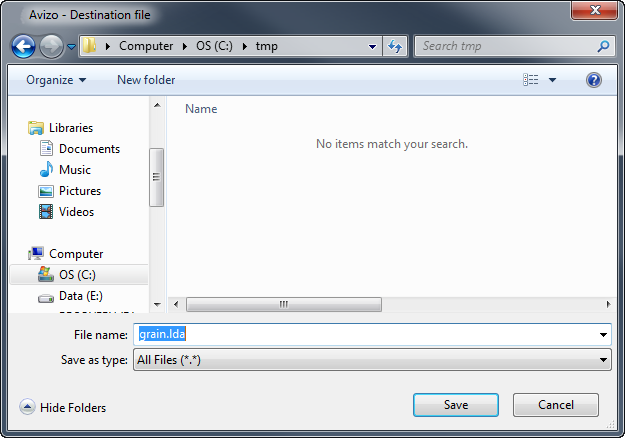 Avizo - Destination file
Computer OS (C:) tmp
Search tmp
Organize New folder
Name
No items match your search.
Libraries
Documents
Music
Pictures
Videos
Computer
OS (C:)
Data (E:)
File name: grain.lda
Save as type: All Files (*.*)
Hide Folders Save Cancel